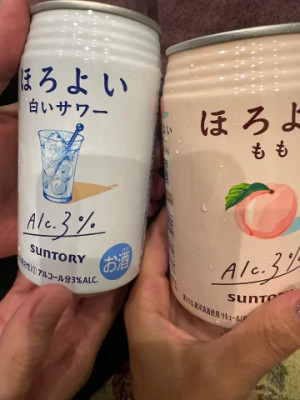 ほろよい
白いサワー
Alc.3%
SUNTORY
アルコール分3%ALC.
お酒
ほろよ
もも
Alc.3%
SUNTORY